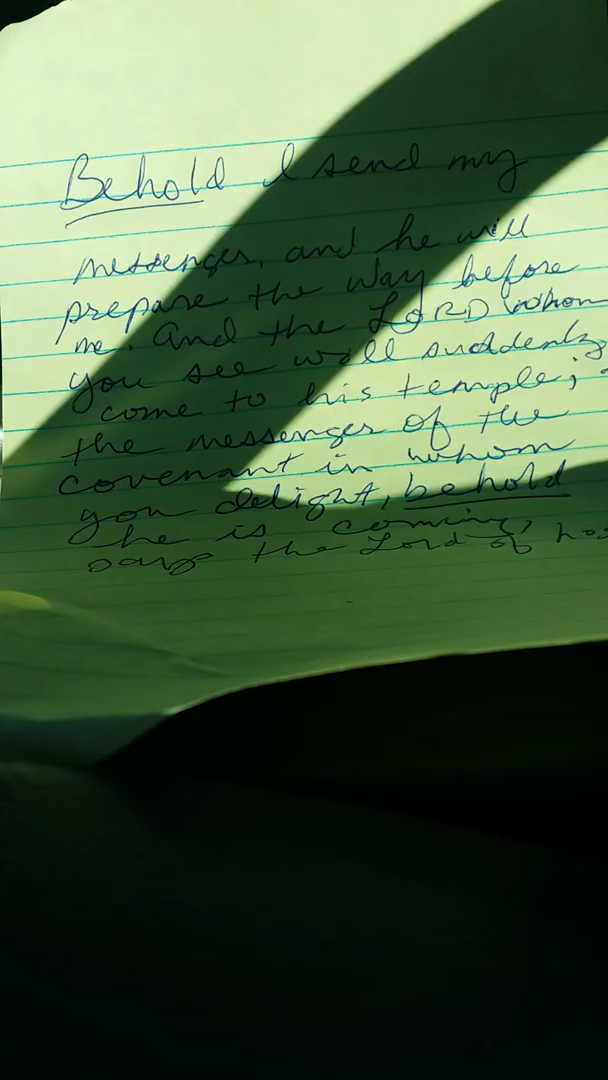 Behold I send my
messenger, and he will
prepare the way before
me. And the LORD whom
you see will suddenly
come to his temple;
the messenger of the
covenant in whom
you delight, behold
he is coming,
says the Lord of hos